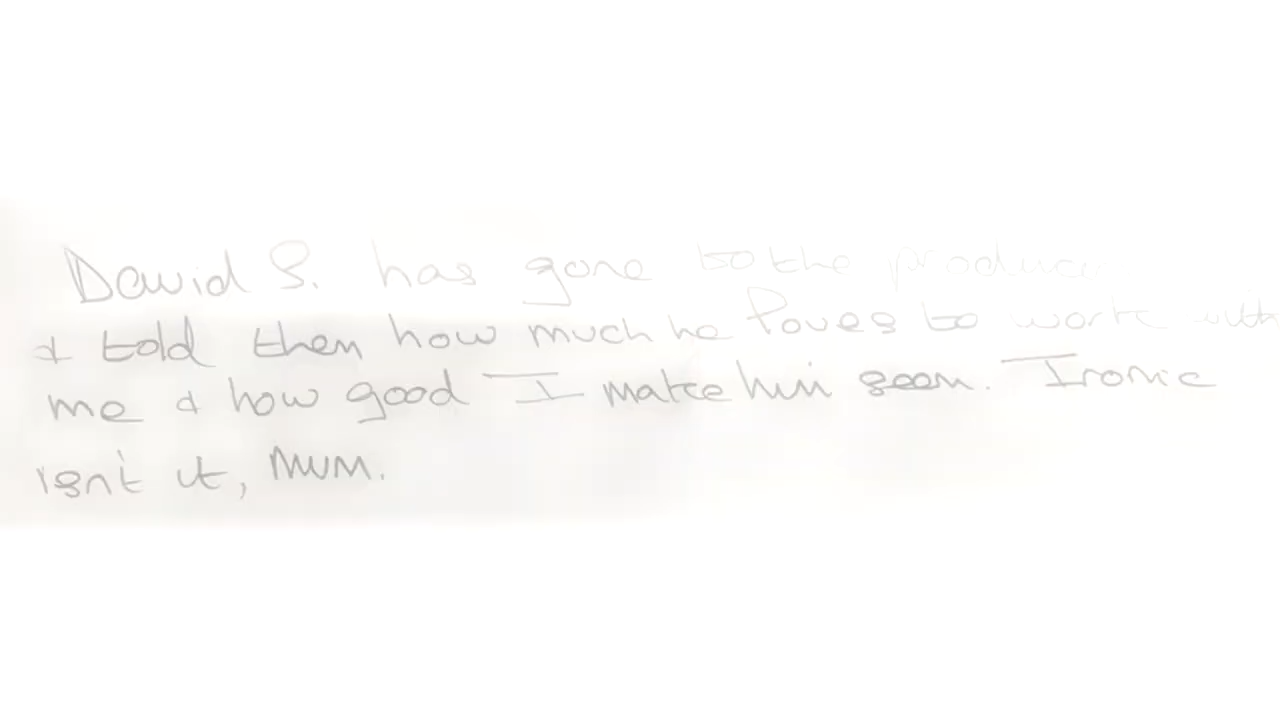 David S. has gone to the produce
& told them how much he loves to work with
me & how good I make him seem. Ironic
isn't it, MUM.